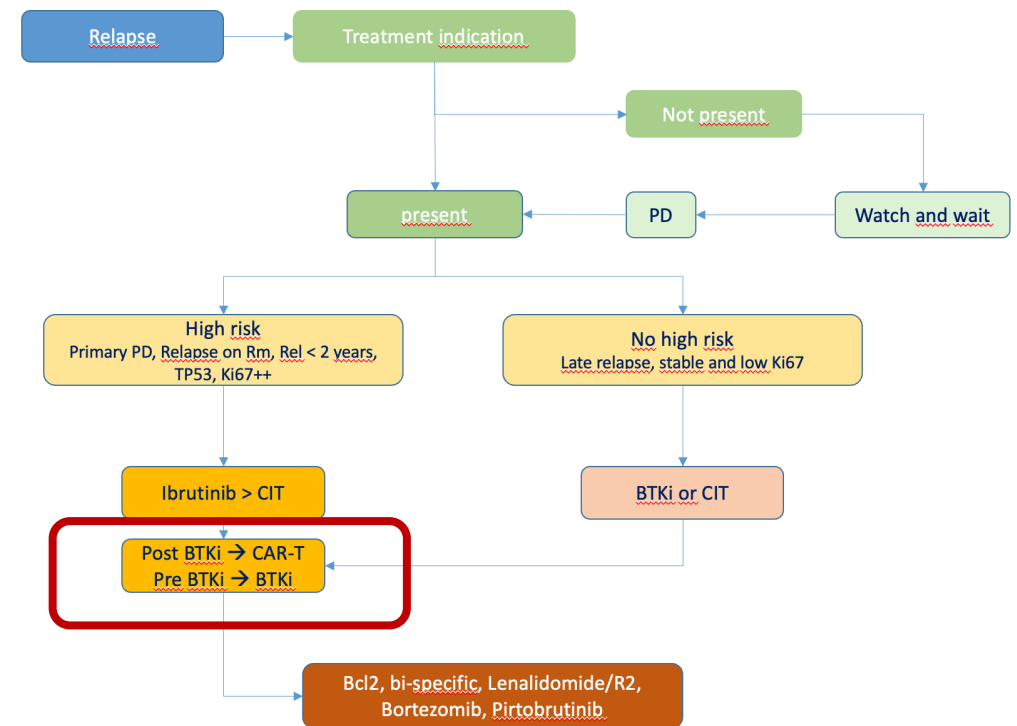 Relapse
Treatment indication
Not present
present
PD
Watch and wait
High risk
Primary PD, Relapse on Rm, Rel < 2 years,
TP53, Ki67++
No high risk
Late relapse, stable and low Ki67
Ibrutinib > CIT
BTKi or CIT
Post BTKi → CAR-T
Pre BTKi → BTKi
Bcl2, bi-specific, Lenalidomide/R2,
Bortezomib, Pirtobrutinib